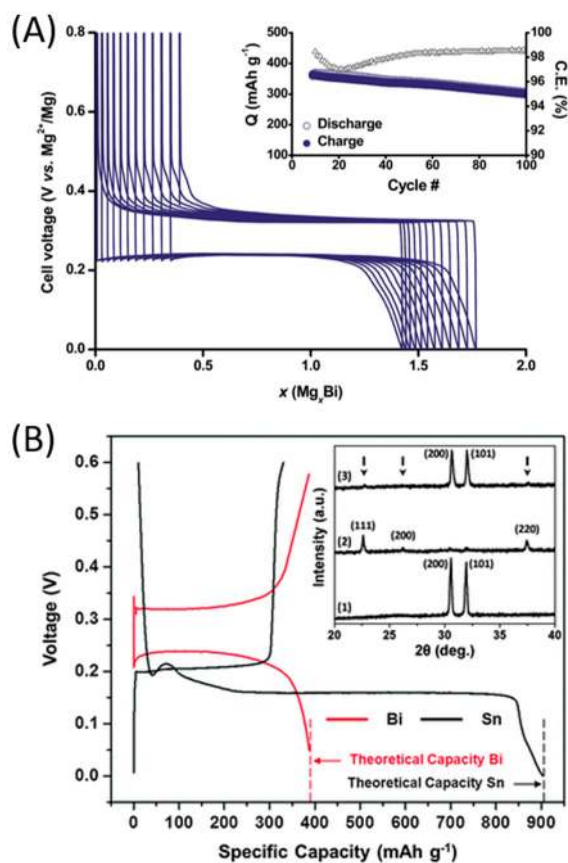 (A)
Cell voltage (V vs. Mg²⁺/Mg)
0.8
0.6
0.4
0.2
0.0
0.0 0.5 1.0 1.5 2.0
x (MgₓBi)
Q (mAh g⁻¹)
500
400
300
200
100
90
92
94
96
98
100
C.E. (%)
Discharge
Charge
0 20 40 60 80 100
Cycle #
(B)
Voltage (V)
0.6
0.5
0.4
0.3
0.2
0.1
0.0
0 100 200 300 400 500 600 700 800 900
Specific Capacity (mAh g⁻¹)
Bi Sn
Theoretical Capacity Bi
Theoretical Capacity Sn
Intensity (a.u.)
(3) (200) (101)
(2) (111) (200) (220)
(1) (200) (101)
20 25 30 35 40
2θ (deg.)